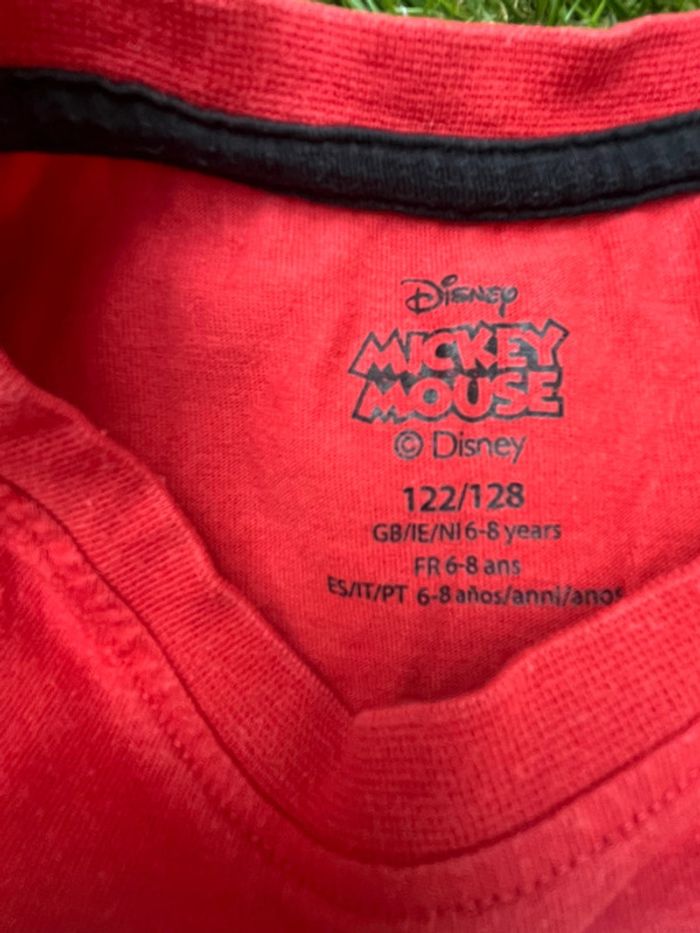 Disney
MICKEY
MOUSE
© Disney
122/128
GB/IE/NI 6-8 years
FR 6-8 ans
ES/IT/PT 6-8 años/anni/anos